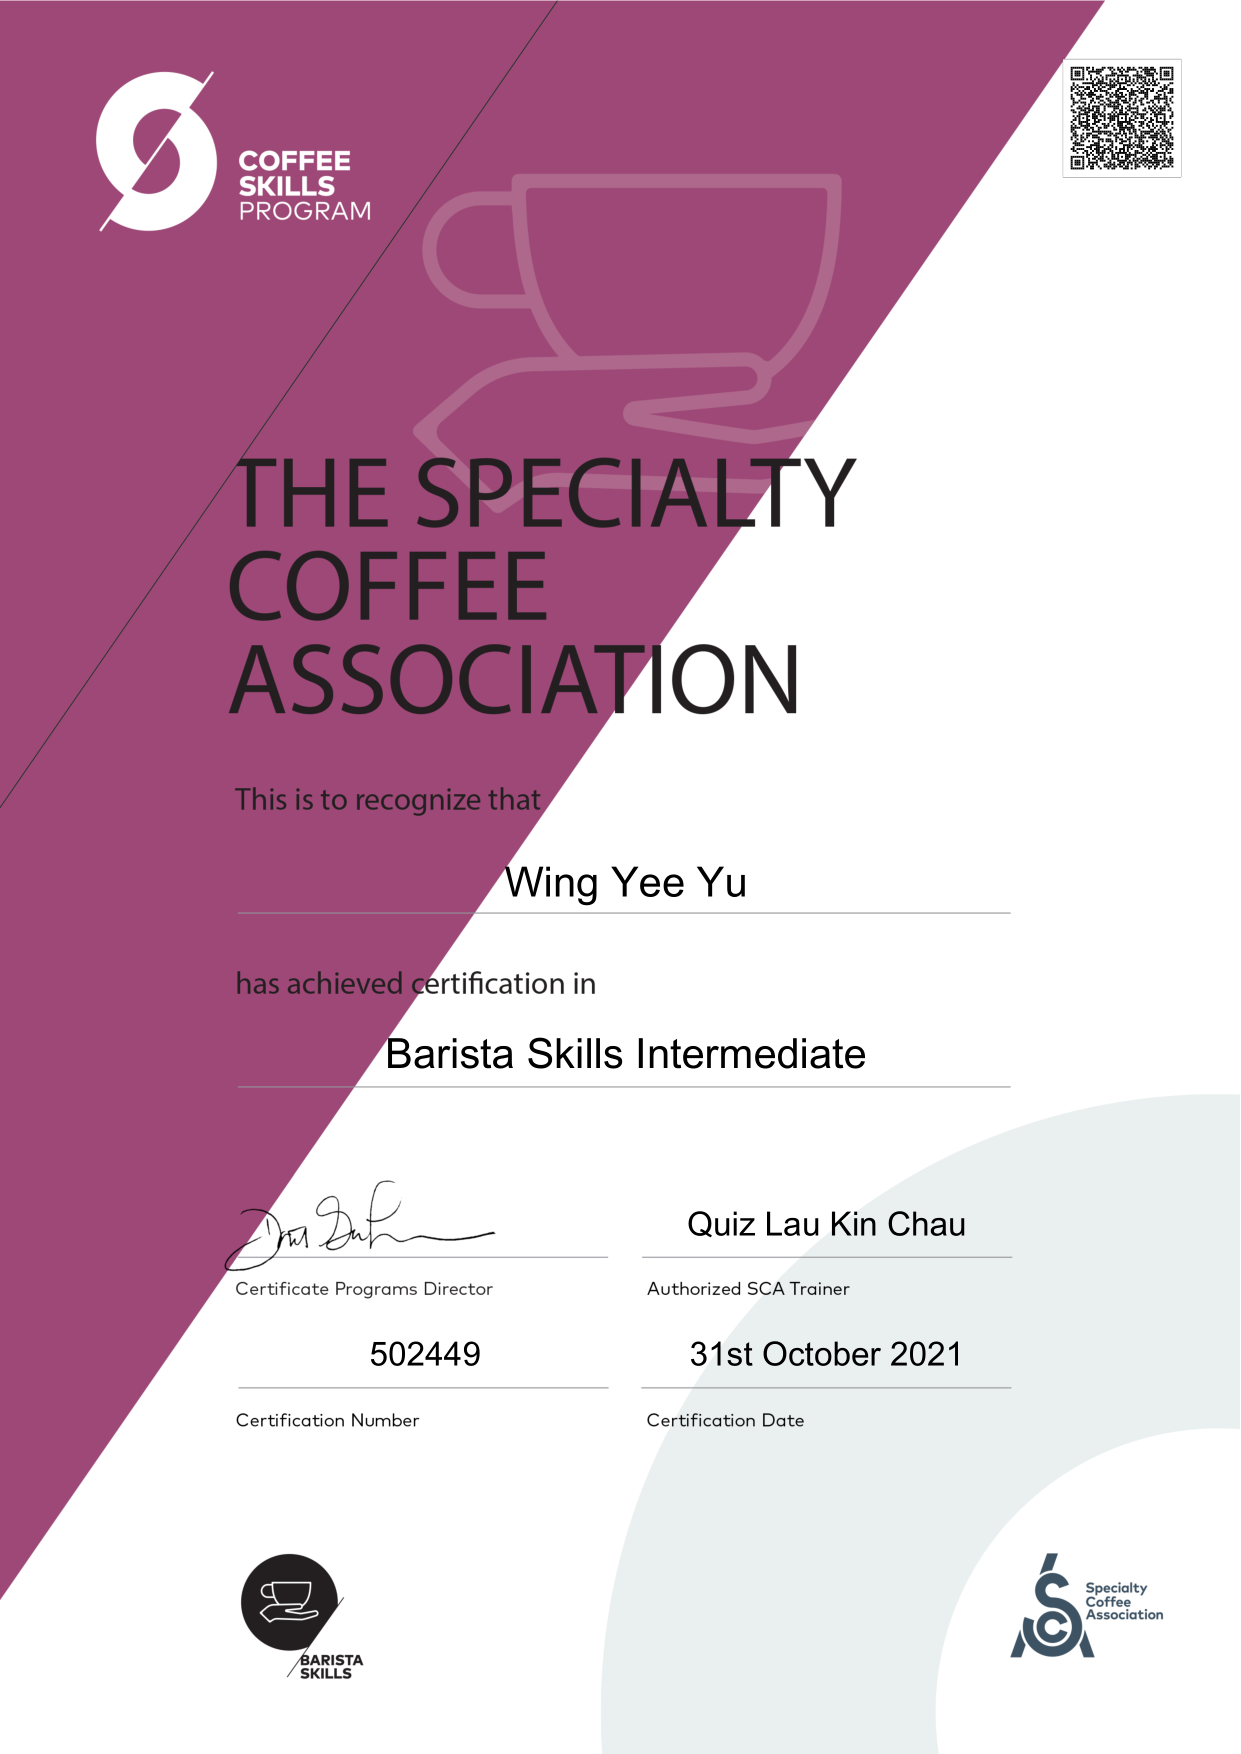 COFFEE
SKILLS
PROGRAM
THE SPECIALTY
COFFEE
ASSOCIATION
This is to recognize that
Wing Yee Yu
has achieved certification in
Barista Skills Intermediate
Quiz Lau Kin Chau
Certificate Programs Director
Authorized SCA Trainer
502449
31st October 2021
Certification Number
Certification Date
BARISTA
SKILLS
Specialty
Coffee
Association